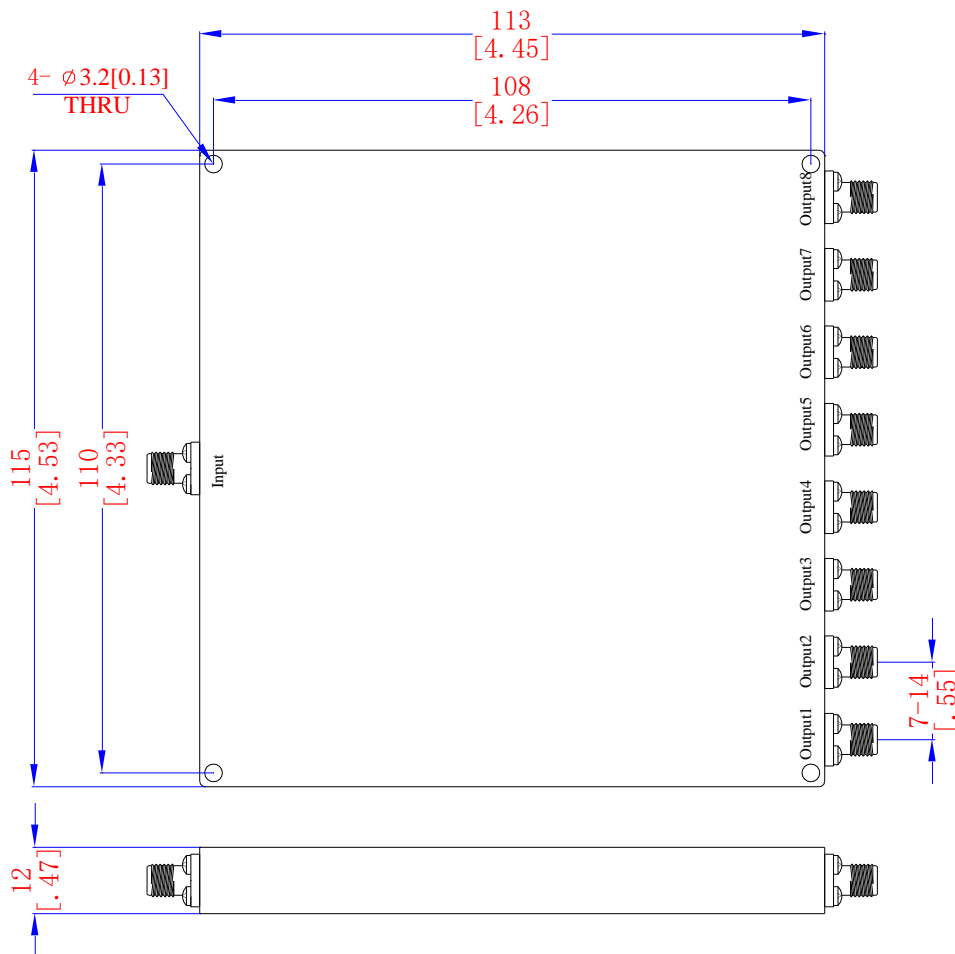 113
[4.45]
4- ⌀3.2[0.13]
THRU
108
[4.26]
Output8
Output7
Output6
Output5
115
[4.53]
110
[4.33]
Input
Output4
Output3
Output2
7-14
[.55]
Output1
12
[.47]